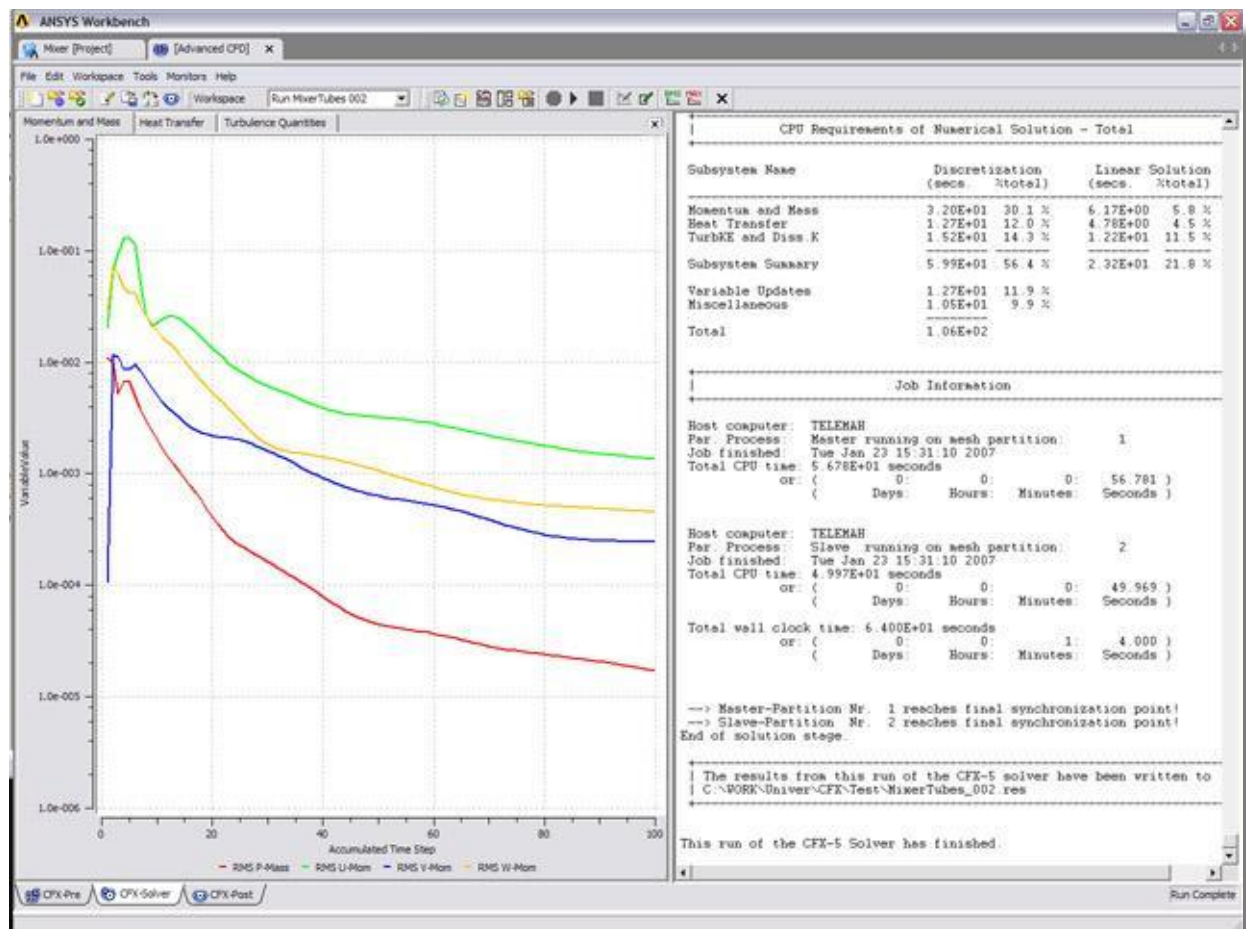 ANSYS Workbench
Mixer [Project] [Advanced CFD]
File Edit Workspace Tools Monitors Help
Workspace Run MixerTubes 002
Momentum and Mass Heat Transfer Turbulence Quantities
1.0e+000
1.0e-001
1.0e-002
1.0e-003
1.0e-004
1.0e-005
1.0e-006
Variable Value
0 20 40 60 80 100
Accumulated Time Step
RMS P-Mass RMS U-Mom RMS V-Mom RMS W-Mom
CPU Requirements of Numerical Solution - Total
Subsystem Name Discretization Linear Solution
(secs. %total) (secs. %total)
Momentum and Mass 3.20E+01 30.1 % 6.17E+00 5.8 %
Heat Transfer 1.27E+01 12.0 % 4.78E+00 4.5 %
TurbKE and Diss.K 1.52E+01 14.3 % 1.22E+01 11.5 %
Subsystem Summary 5.99E+01 56.4 % 2.32E+01 21.8 %
Variable Updates 1.27E+01 11.9 %
Miscellaneous 1.05E+01 9.9 %
Total 1.06E+02
Job Information
Host computer: TELEMAH
Par. Process: Master running on mesh partition: 1
Job finished: Tue Jan 23 15:31:10 2007
Total CPU time: 5.678E+01 seconds
or: ( 0: 0: 0: 56.781 )
( Days: Hours: Minutes: Seconds )
Host computer: TELEMAH
Par. Process: Slave running on mesh partition: 2
Job finished: Tue Jan 23 15:31:10 2007
Total CPU time: 4.997E+01 seconds
or: ( 0: 0: 0: 49.969 )
( Days: Hours: Minutes: Seconds )
Total wall clock time: 6.400E+01 seconds
or: ( 0: 0: 1: 4.000 )
( Days: Hours: Minutes: Seconds )
--> Master-Partition Nr. 1 reaches final synchronization point!
--> Slave-Partition Nr. 2 reaches final synchronization point!
End of solution stage.
The results from this run of the CFX-5 solver have been written to
C:\WORK\Univer\CFX\Test\MixerTubes_002.res
This run of the CFX-5 Solver has finished.
CFX-Pre CFX-Solver CFX-Post
Run Complete